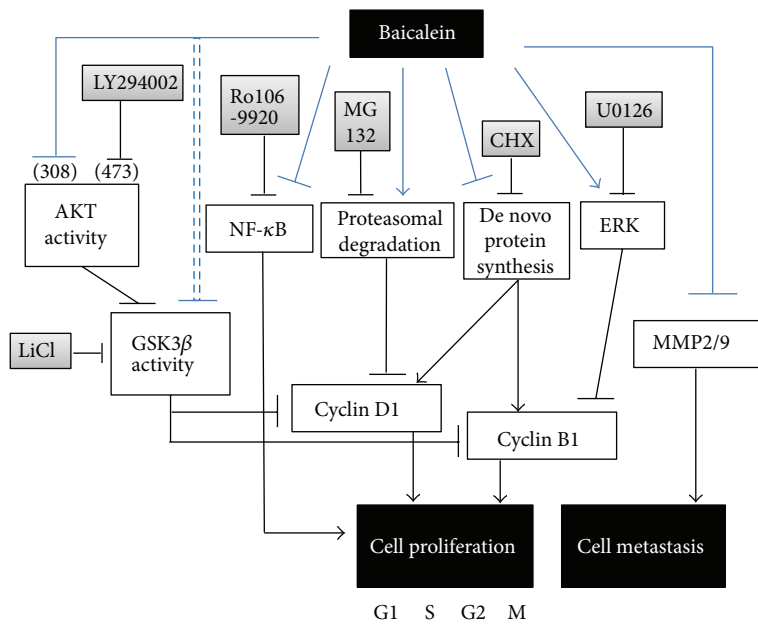 Baicalein
LY294002
Ro106
-9920
MG
132
CHX
U0126
(308)
(473)
AKT
activity
NF-κB
Proteasomal
degradation
De novo
protein
synthesis
ERK
LiCl
GSK3β
activity
MMP2/9
Cyclin D1
Cyclin B1
Cell proliferation
Cell metastasis
G1 S G2 M